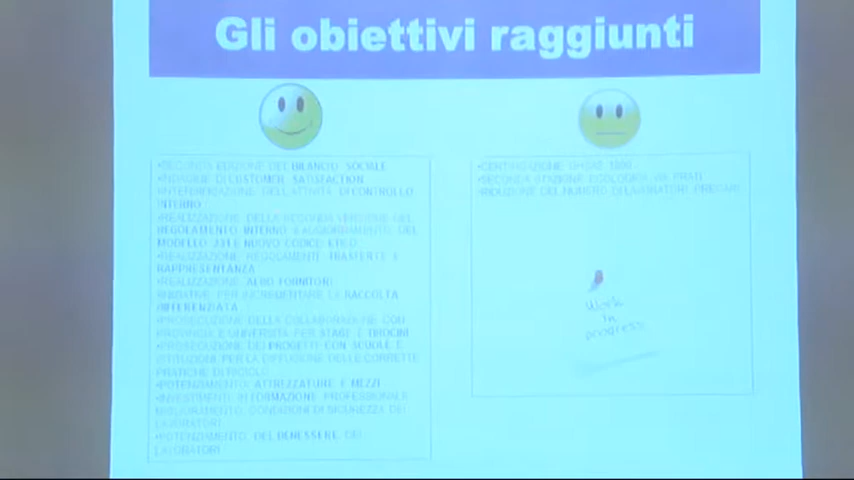 Gli obiettivi raggiunti
•SECONDA EDIZIONE DEL BILANCIO SOCIALE
•INDAGINE DI CUSTOMER SATISFACTION
•INTENSIFICAZIONE DELL'ATTIVITÀ DI CONTROLLO
INTERNO
•REALIZZAZIONE DELLA SECONDA VERSIONE DEL
REGOLAMENTO INTERNO E AGGIORNAMENTO DEL
MODELLO 231 E NUOVO CODICE ETICO
•REALIZZAZIONE REGOLAMENTI TRASFERTE E
RAPPRESENTANZA
•REALIZZAZIONE ALBO FORNITORI
•INIZIATIVE PER INCREMENTARE LA RACCOLTA
DIFFERENZIATA
•PROSECUZIONE DELLA COLLABORAZIONE CON
PROVINCIA E UNIVERSITÀ PER STAGE E TIROCINI
•PROSECUZIONE DEI PROGETTI CON SCUOLE E
ISTITUZIONI PER LA DIFFUSIONE DELLE CORRETTE
PRATICHE DI RICICLO
•POTENZIAMENTO ATTREZZATURE E MEZZI
•INVESTIMENTI IN FORMAZIONE PROFESSIONALE
MIGLIORAMENTO CONDIZIONI DI SICUREZZA DEI
LAVORATORI
•POTENZIAMENTO DEL BENESSERE DEI
LAVORATORI
•CERTIFICAZIONE
•SECONDA STAZIONE ECOLOGICA VIA PRATI
•RIDUZIONE DEL NUMERO DI LAVORATORI PRECARI
Work
in
progress